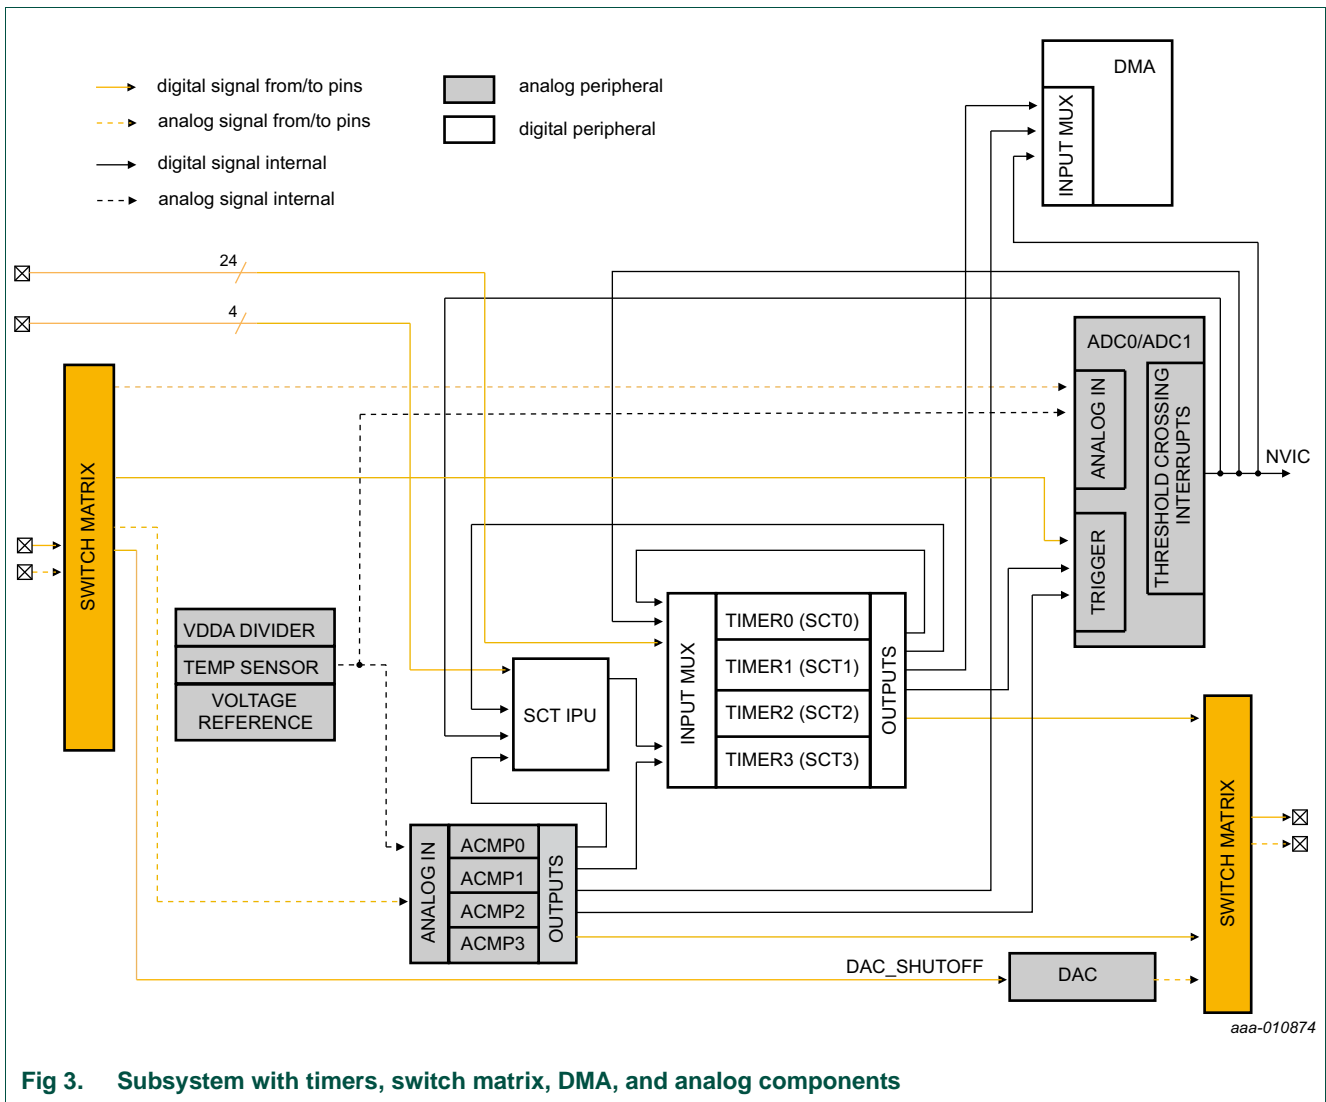 DMA
INPUT MUX
digital signal from/to pins
analog signal from/to pins
digital signal internal
analog signal internal
analog peripheral
digital peripheral
24
4
ADC0/ADC1
ANALOG IN
THRESHOLD CROSSING
INTERRUPTS
TRIGGER
NVIC
SWITCH MATRIX
VDDA DIVIDER
TEMP SENSOR
VOLTAGE
REFERENCE
SCT IPU
INPUT MUX
TIMER0 (SCT0)
TIMER1 (SCT1)
TIMER2 (SCT2)
TIMER3 (SCT3)
OUTPUTS
ANALOG IN
ACMP0
ACMP1
ACMP2
ACMP3
OUTPUTS
SWITCH MATRIX
DAC_SHUTOFF
DAC
aaa-010874
Fig 3. Subsystem with timers, switch matrix, DMA, and analog components